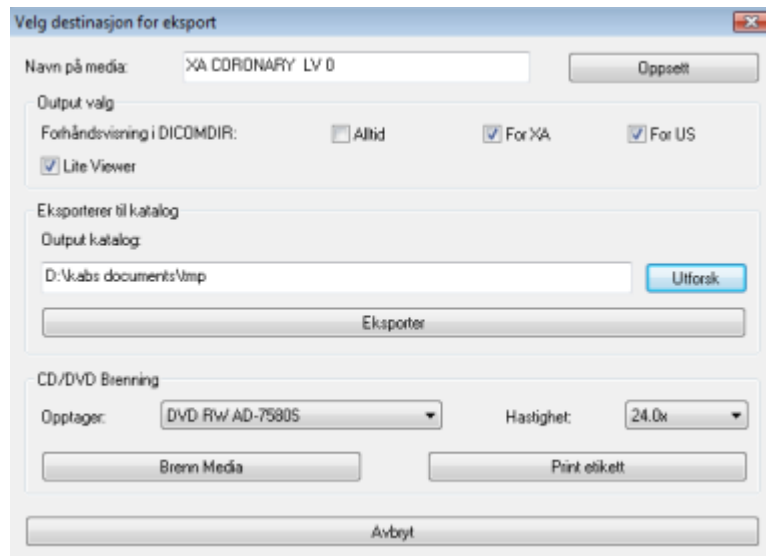 Velg destinasjon for eksport
Navn på media: XA CORONARY LV 0 Oppsett
Output valg
Forhåndsvisning i DICOMDIR: Alltid For XA For US
Lite Viewer
Eksporterer til katalog
Output katalog:
D:\kabs documents\tmp Utforsk
Eksporter
CD/DVD Brenning
Opptager: DVD RW AD-7580S Hastighet: 24.0x
Brenn Media Print etikett
Avbryt